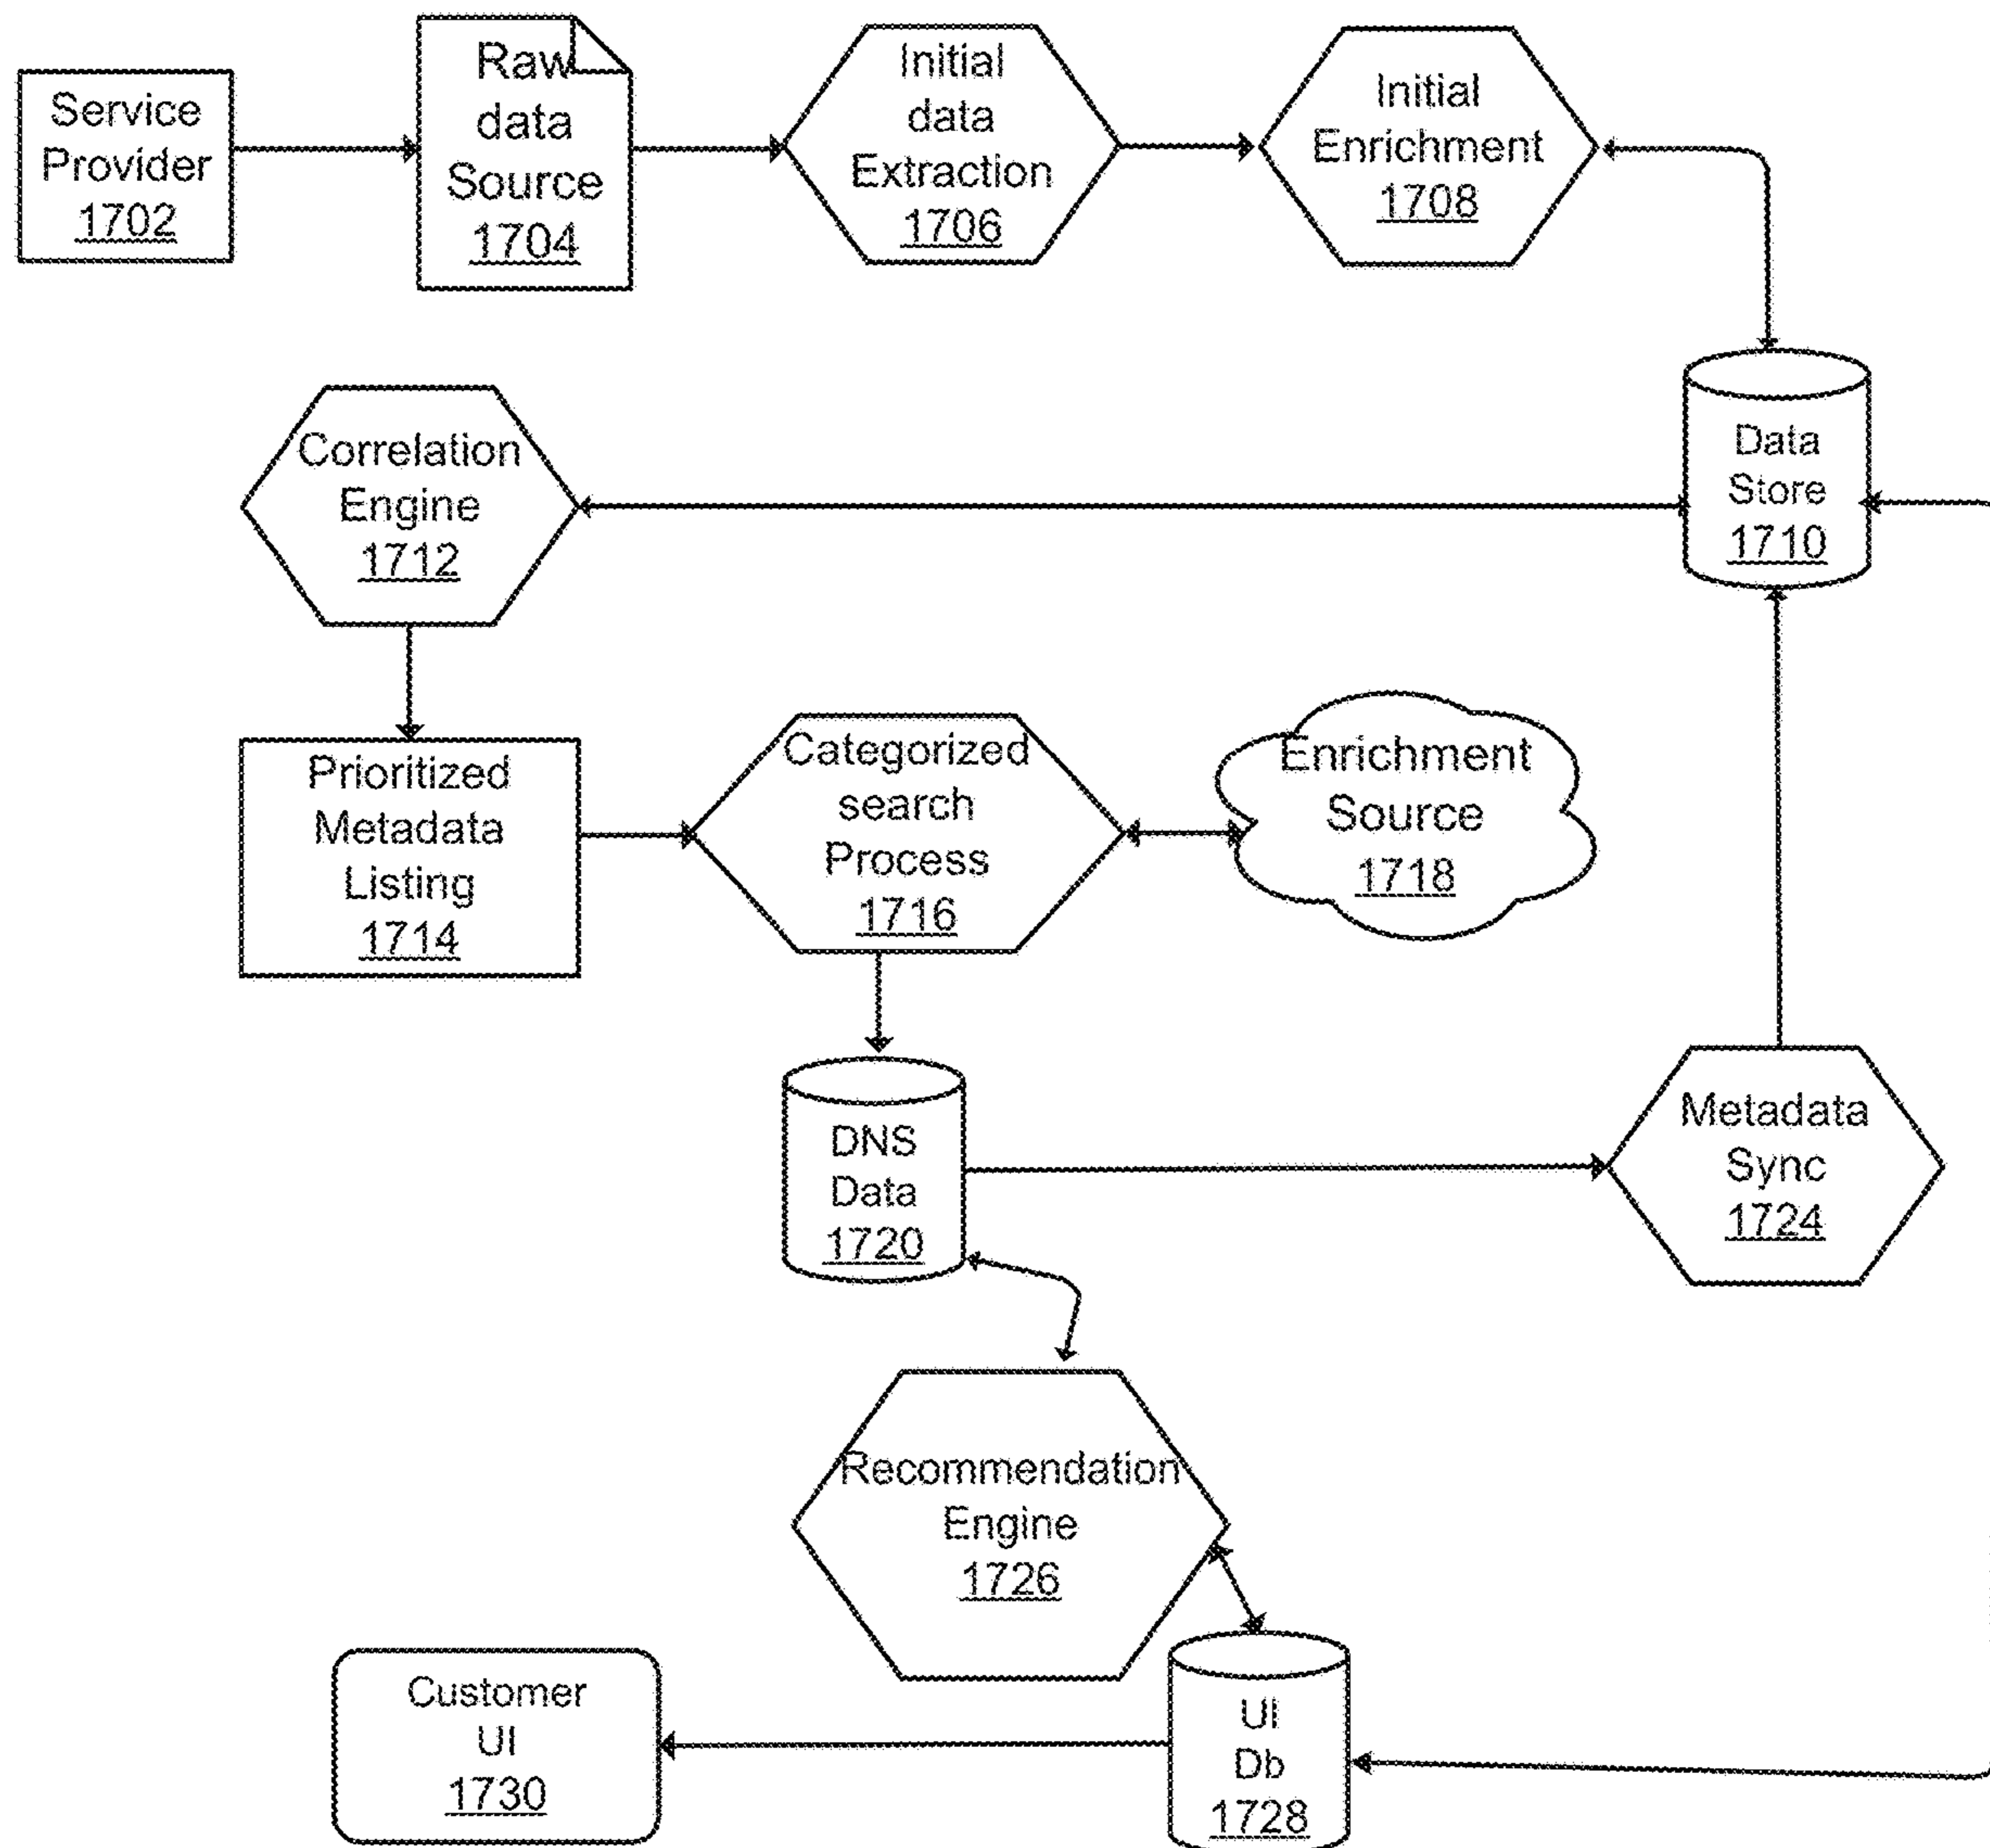 Service
Provider
1702
Raw
data
Source
1704
Initial
data
Extraction
1706
Initial
Enrichment
1708
Data
Store
1710
Correlation
Engine
1712
Prioritized
Metadata
Listing
1714
Categorized
search
Process
1716
Enrichment
Source
1718
DNS
Data
1720
Metadata
Sync
1724
Recommendation
Engine
1726
Customer
UI
1730
UI
Db
1728